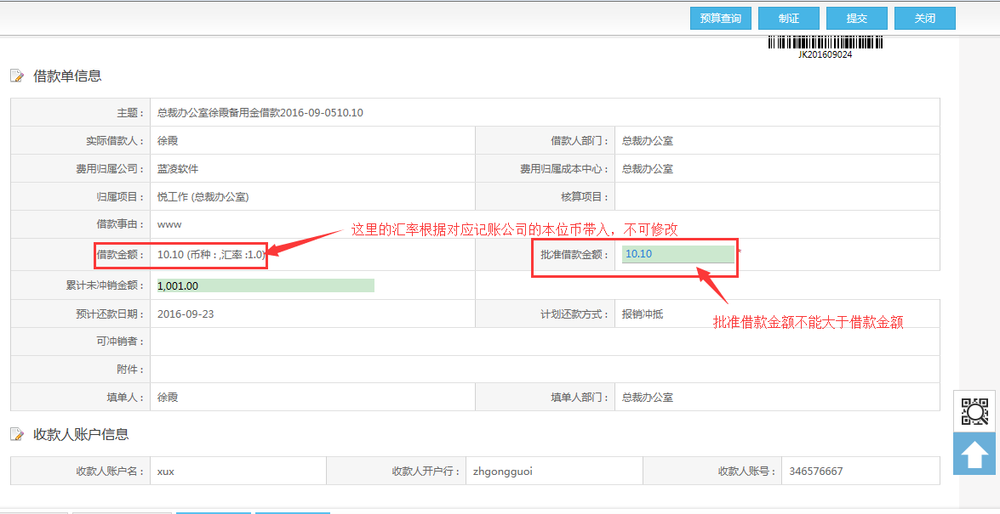 预算查询 制证 提交 关闭
JK201609024
借款单信息
主题： 总裁办公室徐霞备用金借款2016-09-0510.10
实际借款人： 徐霞 借款人部门： 总裁办公室
费用归属公司： 蓝凌软件 费用归属成本中心： 总裁办公室
归属项目： 悦工作 (总裁办公室) 核算项目：
借款事由： www
这里的汇率根据对应记账公司的本位币带入，不可修改
借款金额： 10.10 (币种 : ,汇率 :1.0) 批准借款金额： 10.10 *
累计未冲销金额： 1,001.00
预计还款日期： 2016-09-23 计划还款方式： 报销冲抵
批准借款金额不能大于借款金额
可冲销者：
附件：
填单人： 徐霞 填单人部门： 总裁办公室
收款人账户信息
收款人账户名： xux 收款人开户行： zhgongguoi 收款人账号： 346576667